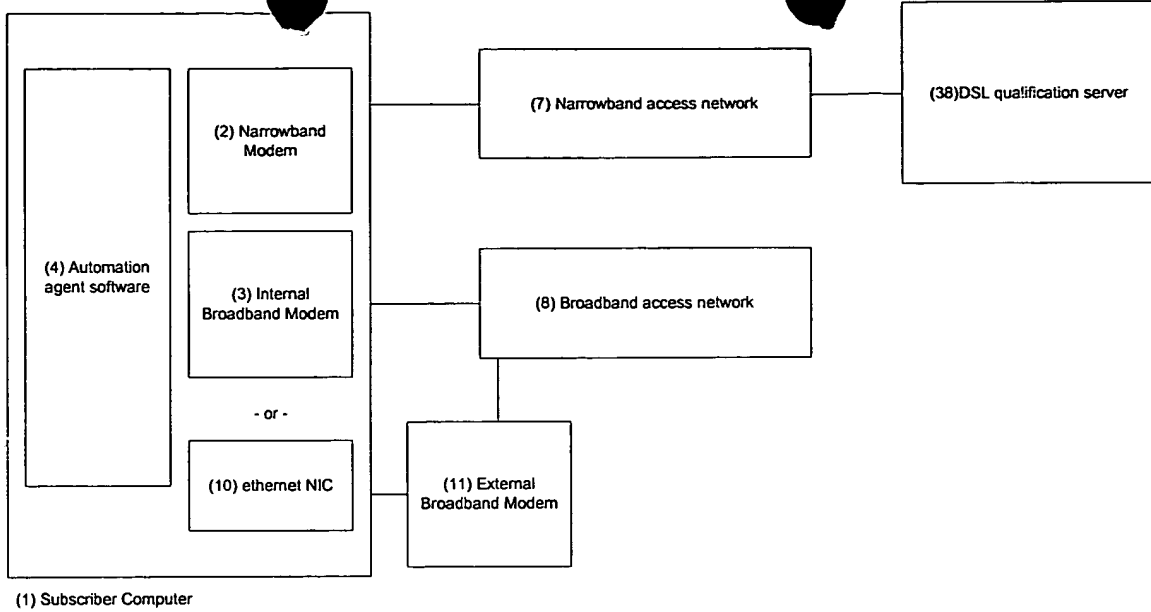 (2) Narrowband
Modem
(7) Narrowband access network
(38)DSL qualification server
(4) Automation
agent software
(3) Internal
Broadband Modem
(8) Broadband access network
- or -
(10) ethernet NIC
(11) External
Broadband Modem
(1) Subscriber Computer